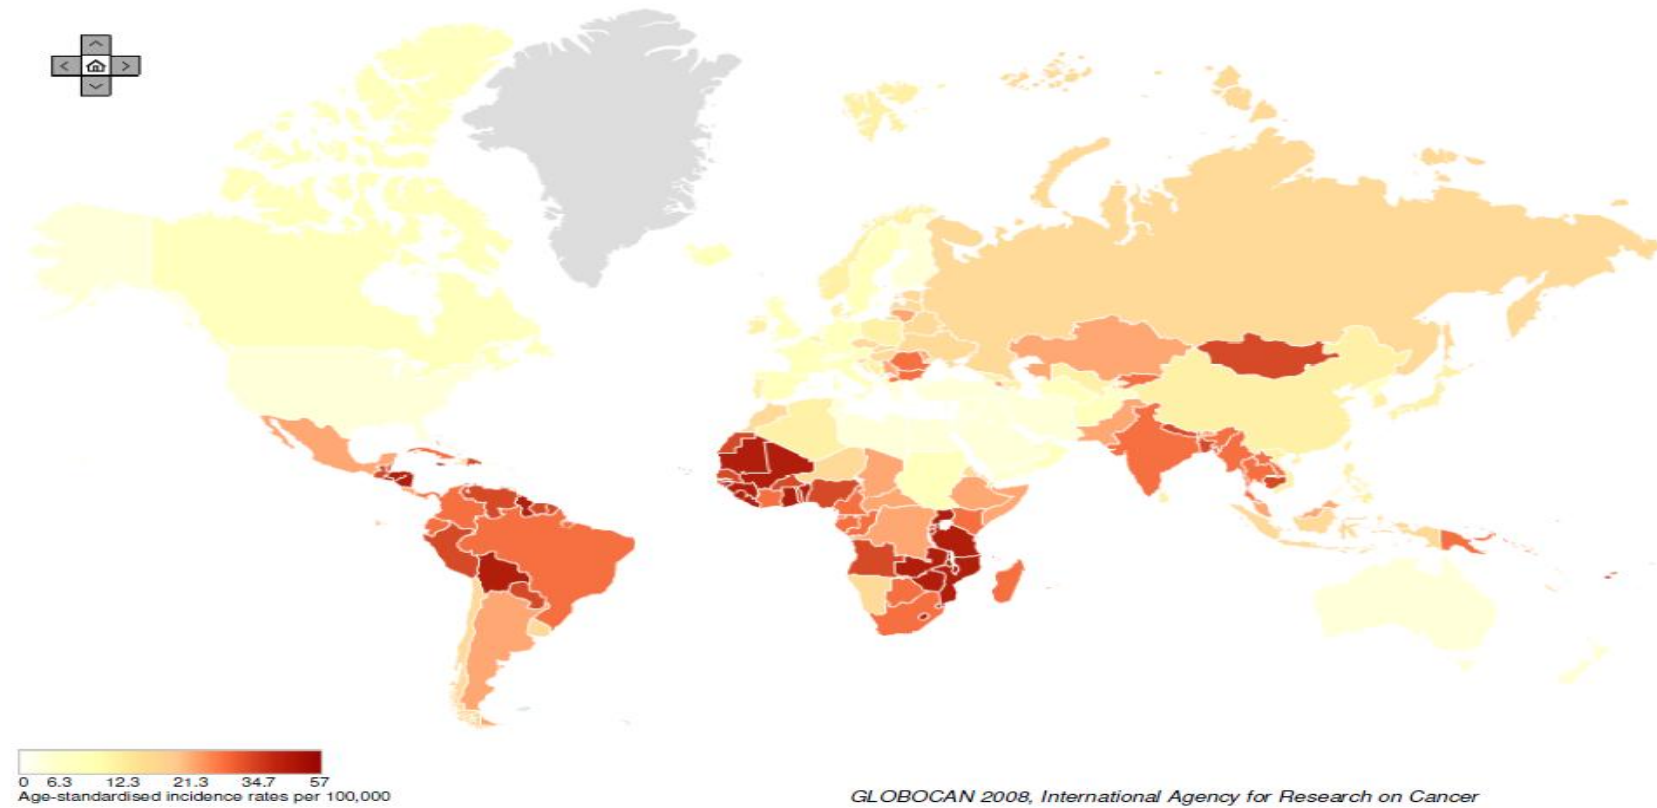 0 6.3 12.3 21.3 34.7 57
Age-standardised incidence rates per 100,000
GLOBOCAN 2008, International Agency for Research on Cancer